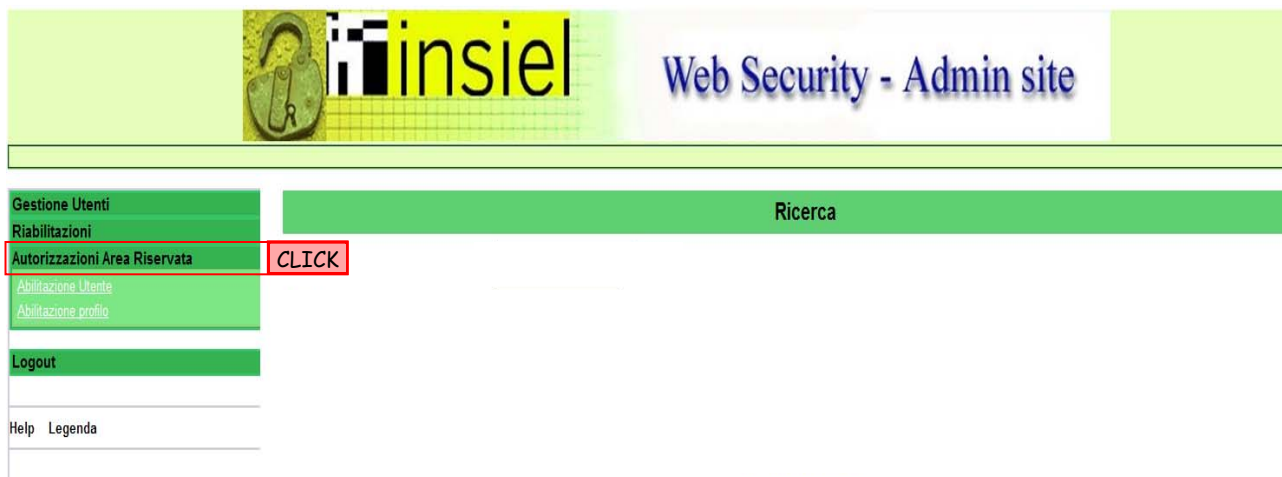 insiel
Web Security - Admin site
Gestione Utenti
Riabilitazioni
Autorizzazioni Area Riservata
CLICK
Abilitazione Utente
Abilitazione profilo
Logout
Help Legenda
Ricerca